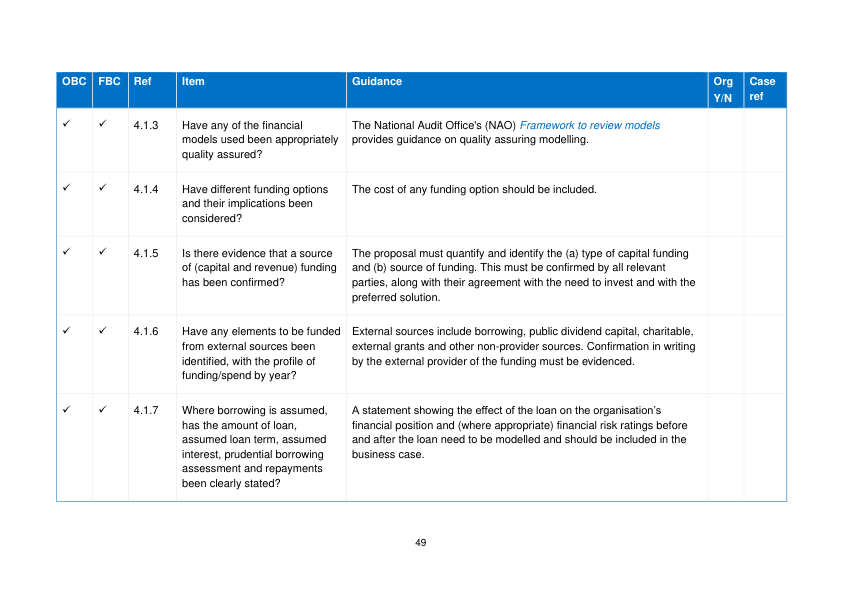 OBC FBC Ref Item Guidance Org Y/N Case ref
✓ ✓ 4.1.3 Have any of the financial
models used been appropriately
quality assured?
The National Audit Office's (NAO) Framework to review models
provides guidance on quality assuring modelling.
✓ ✓ 4.1.4 Have different funding options
and their implications been
considered?
The cost of any funding option should be included.
✓ ✓ 4.1.5 Is there evidence that a source
of (capital and revenue) funding
has been confirmed?
The proposal must quantify and identify the (a) type of capital funding
and (b) source of funding. This must be confirmed by all relevant
parties, along with their agreement with the need to invest and with the
preferred solution.
✓ ✓ 4.1.6 Have any elements to be funded
from external sources been
identified, with the profile of
funding/spend by year?
External sources include borrowing, public dividend capital, charitable,
external grants and other non-provider sources. Confirmation in writing
by the external provider of the funding must be evidenced.
✓ ✓ 4.1.7 Where borrowing is assumed,
has the amount of loan,
assumed loan term, assumed
interest, prudential borrowing
assessment and repayments
been clearly stated?
A statement showing the effect of the loan on the organisation's
financial position and (where appropriate) financial risk ratings before
and after the loan need to be modelled and should be included in the
business case.
49